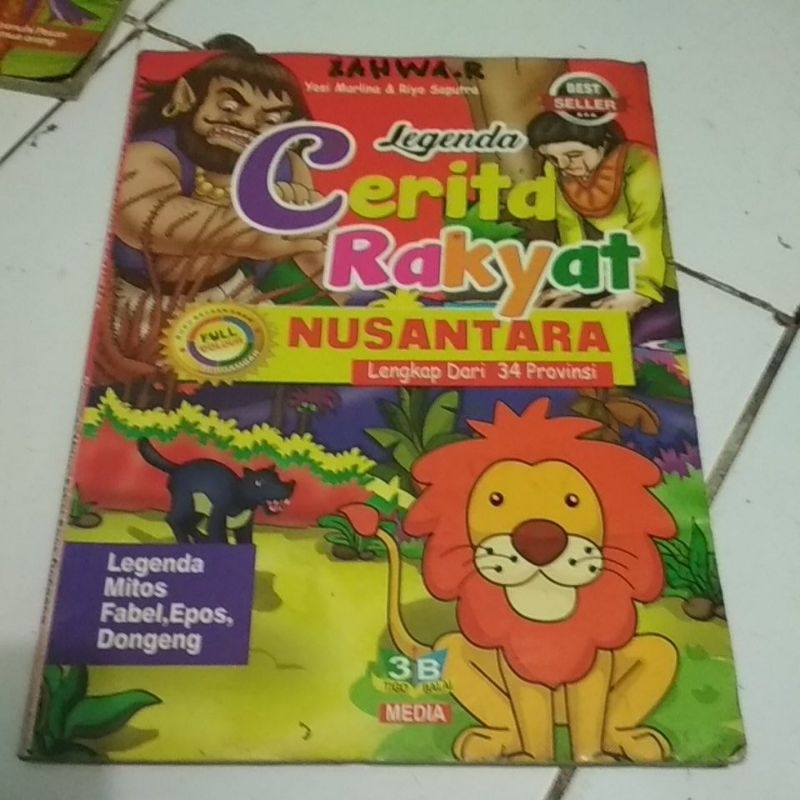 ZAHWA.R
Yesi Marlina & Riyo Saputra
BEST
SELLER
Legenda
Cerita
Rakyat
FULL
COLOUR
NUSANTARA
Lengkap Dari 34 Provinsi
Legenda
Mitos
Fabel,Epos,
Dongeng
3B
MEDIA